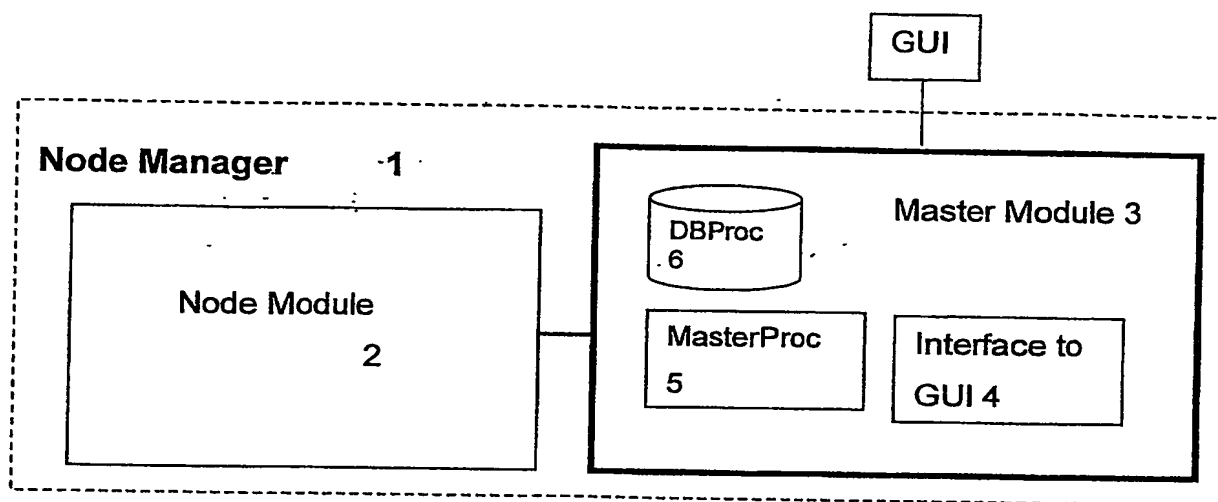 GUI
Node Manager 1
Node Module
2
Master Module 3
DBProc
6
MasterProc
5
Interface to
GUI 4